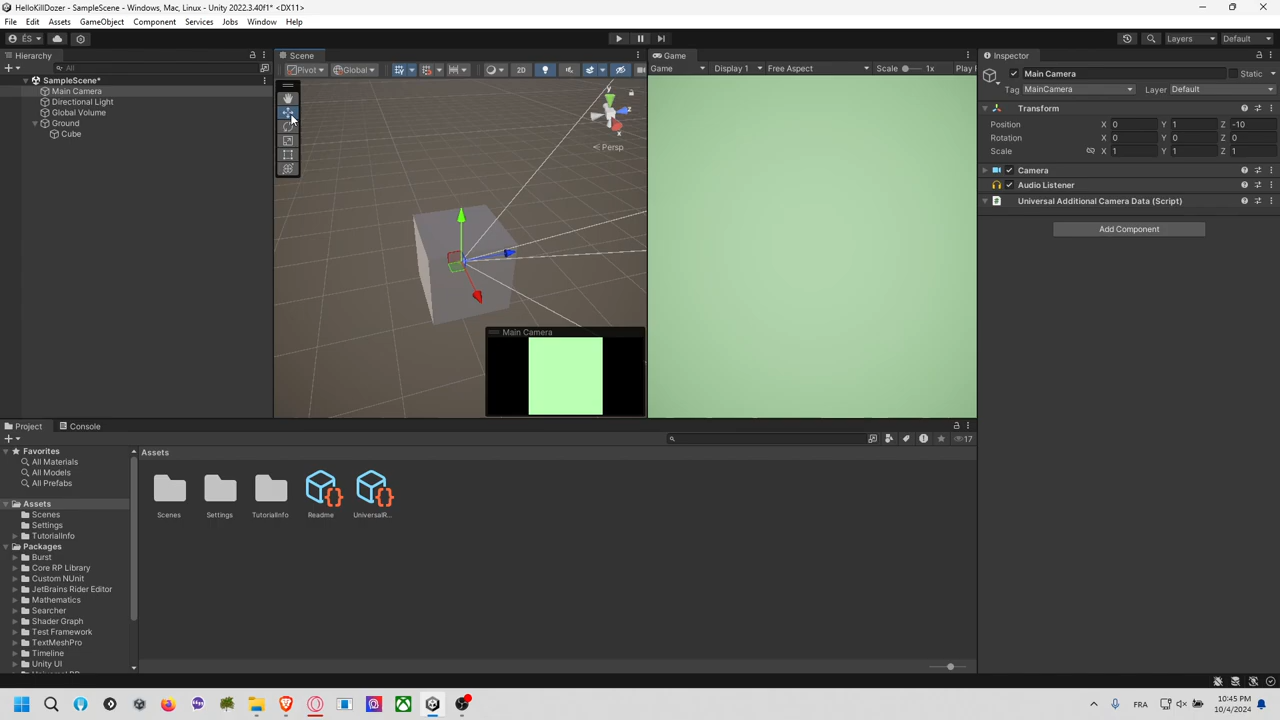 HelloKillDozer - SampleScene - Windows, Mac, Linux - Unity 2022.3.40f1* <DX11>
File Edit Assets GameObject Component Services Jobs Window Help
ÉS
Layers Default
Hierarchy
All
SampleScene*
Main Camera
Directional Light
Global Volume
Ground
Cube
Scene
Pivot Global 2D
y
z
x
Persp
Main Camera
Game
Game Display 1 Free Aspect Scale 1x Play
Inspector
Main Camera Static
Tag MainCamera Layer Default
Transform
Position X 0 Y 1 Z -10
Rotation X 0 Y 0 Z 0
Scale X 1 Y 1 Z 1
Camera
Audio Listener
Universal Additional Camera Data (Script)
Add Component
Project Console
17
Favorites
All Materials
All Models
All Prefabs
Assets
Scenes
Settings
TutorialInfo
Packages
Burst
Core RP Library
Custom NUnit
JetBrains Rider Editor
Mathematics
Searcher
Shader Graph
Test Framework
TextMeshPro
Timeline
Unity UI
Assets
Scenes Settings TutorialInfo Readme UniversalR...
FRA
10:45 PM
10/4/2024